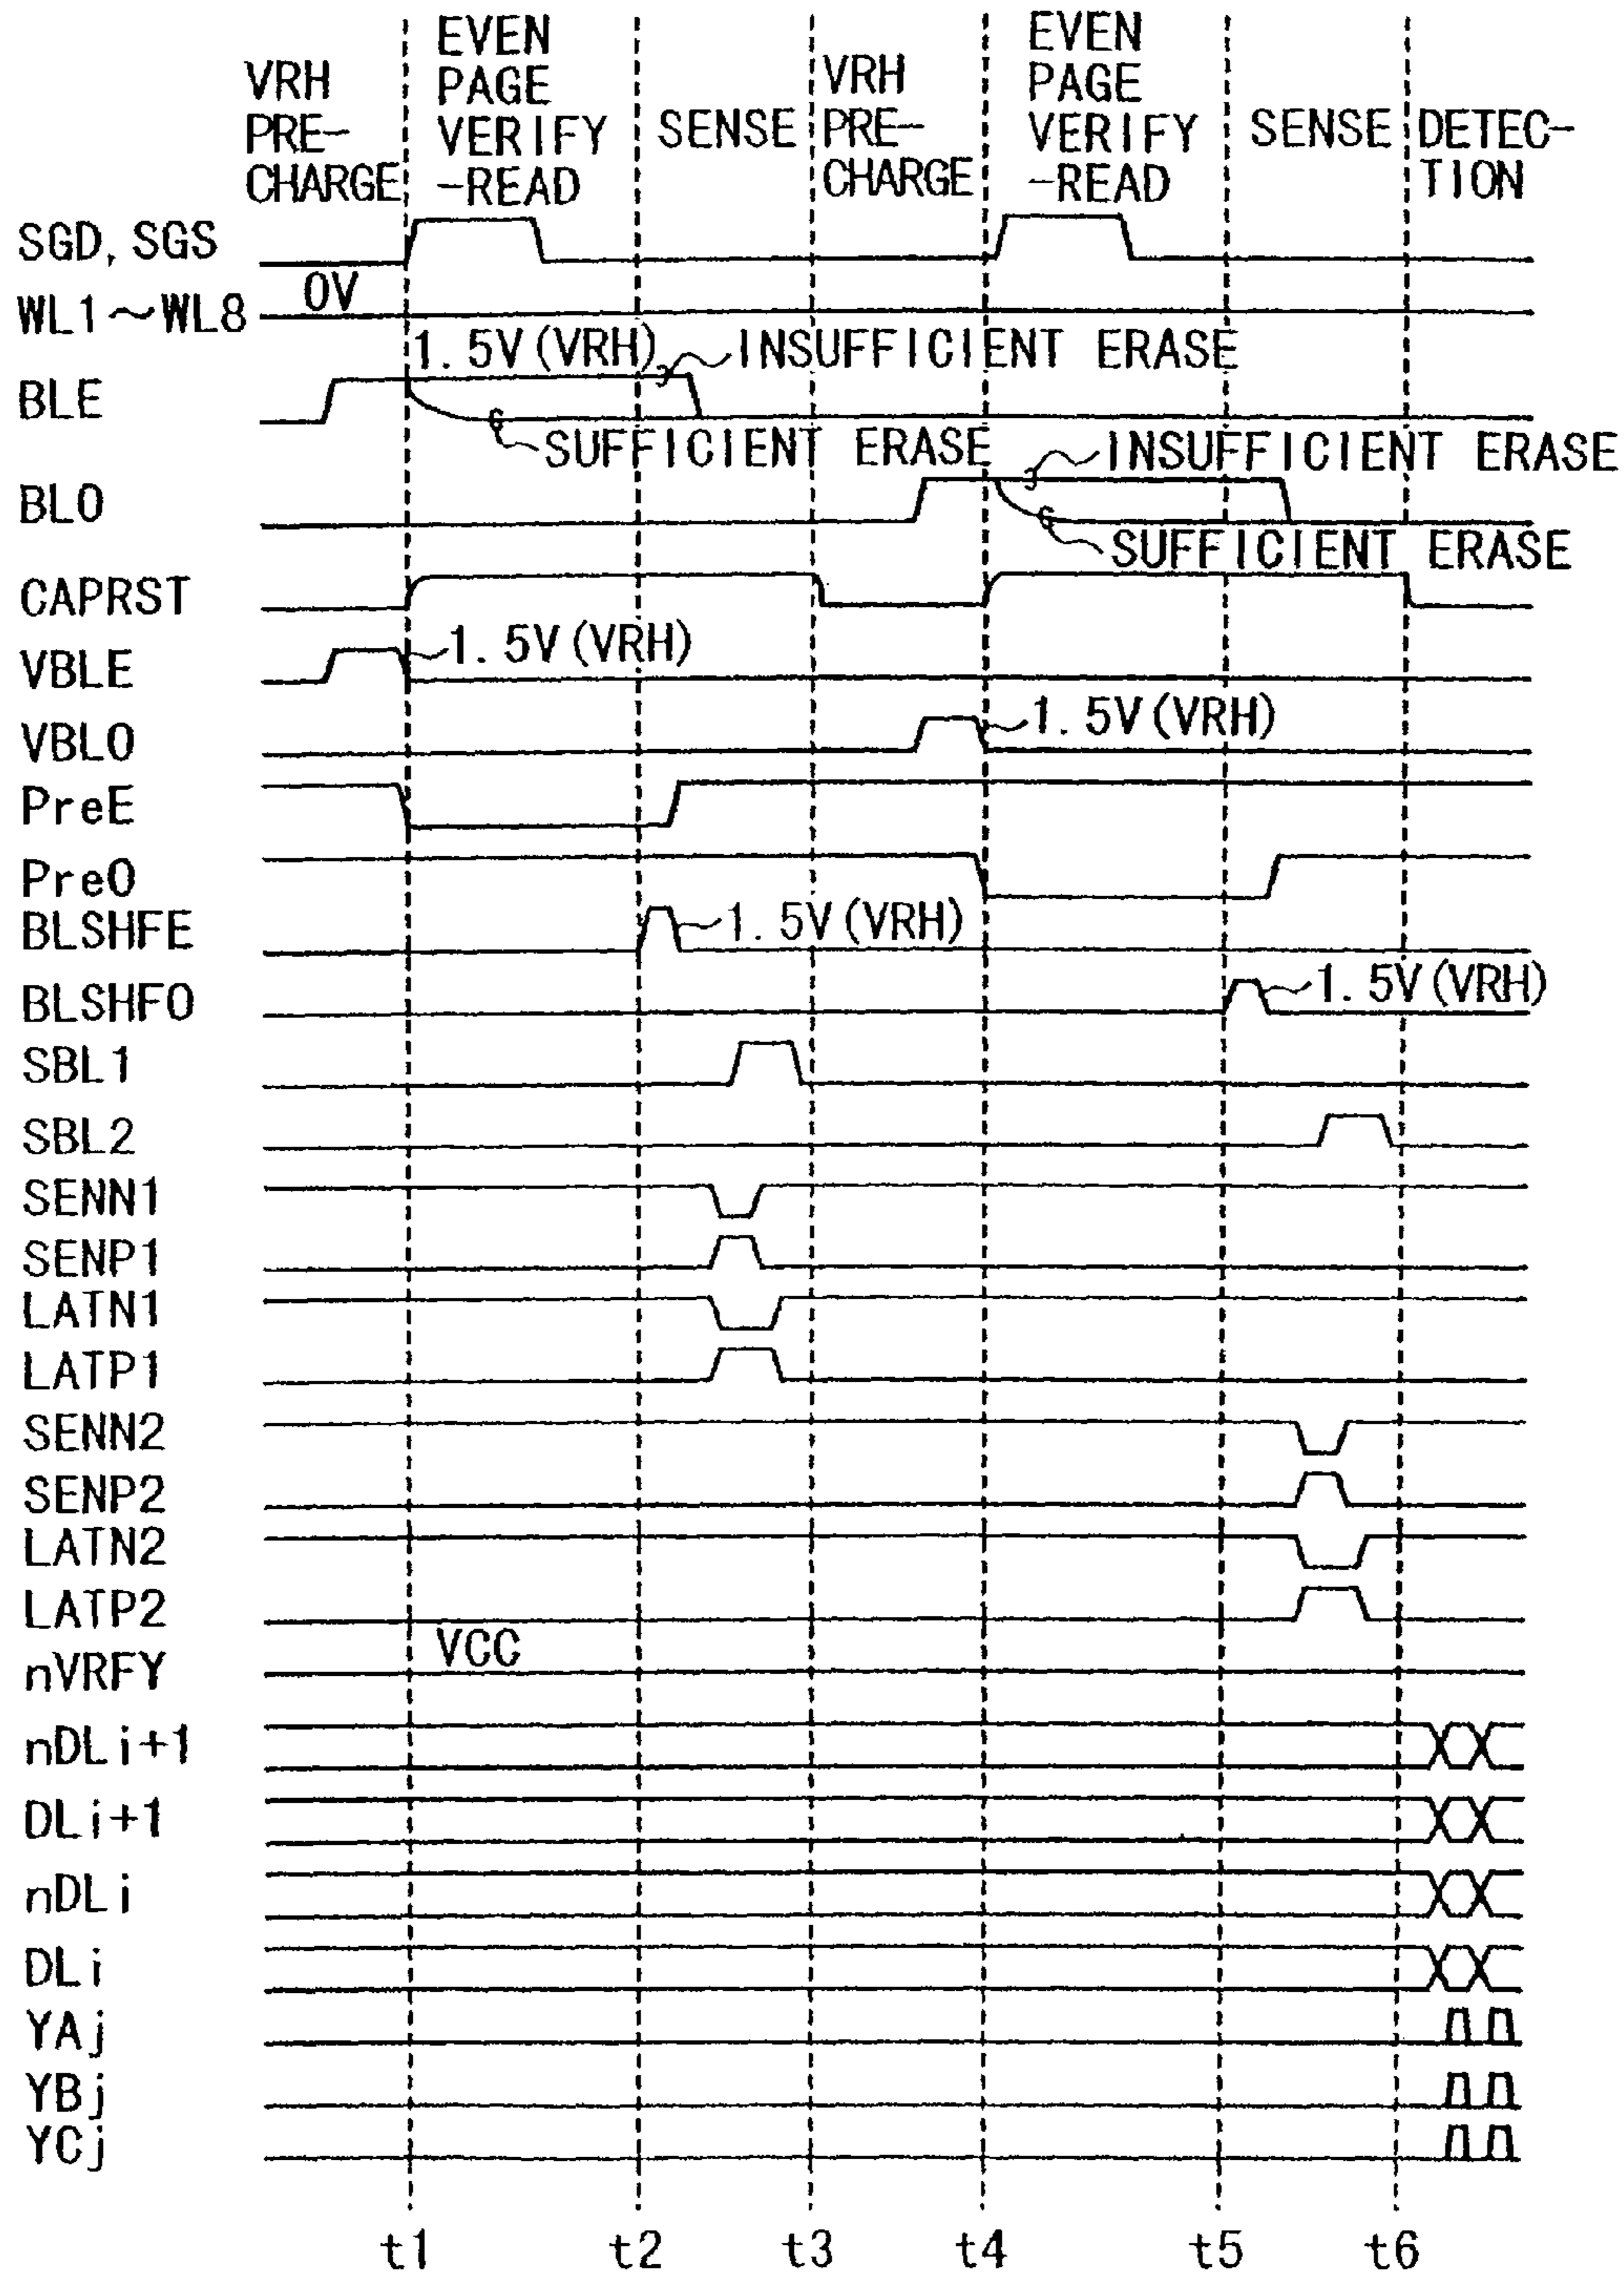 VRH
PRE-
CHARGE
EVEN
PAGE
VERIFY
-READ
SENSE
VRH
PRE-
CHARGE
EVEN
PAGE
VERIFY
-READ
SENSE
DETEC-
TION
SGD, SGS
WL1～WL8
0V
BLE
1.5V(VRH)
INSUFFICIENT ERASE
SUFFICIENT ERASE
BLO
INSUFFICIENT ERASE
SUFFICIENT ERASE
CAPRST
VBLE
1.5V(VRH)
VBLO
1.5V(VRH)
PreE
PreO
BLSHFE
1.5V(VRH)
BLSHFO
1.5V(VRH)
SBL1
SBL2
SENN1
SENP1
LATN1
LATP1
SENN2
SENP2
LATN2
LATP2
nVRFY
VCC
nDLi+1
DLi+1
nDLi
DLi
YAj
YBj
YCj
t1 t2 t3 t4 t5 t6